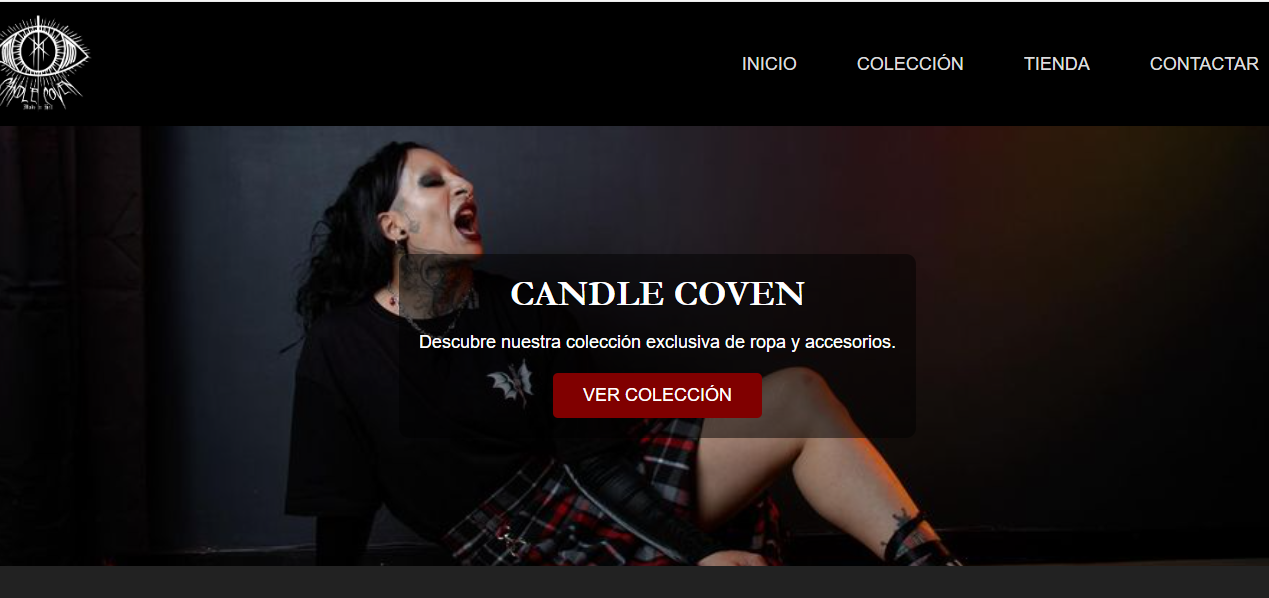 CANDLE COVEN
Made in Hell
INICIO
COLECCIÓN
TIENDA
CONTACTAR
CANDLE COVEN
Descubre nuestra colección exclusiva de ropa y accesorios.
VER COLECCIÓN